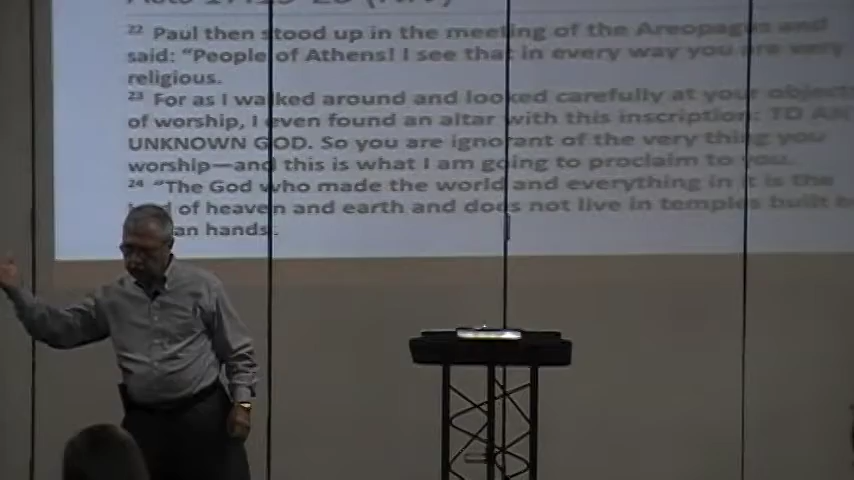 ²² Paul then stood up in the meeting of the Areopagus and
said: “People of Athens! I see that in every way you are very
religious.
²³ For as I walked around and looked carefully at your objects
of worship, I even found an altar with this inscription: TO AN
UNKNOWN GOD. So you are ignorant of the very thing you
worship—and this is what I am going to proclaim to you.
²⁴ “The God who made the world and everything in it is the
of heaven and earth and does not live in temples built
hands.